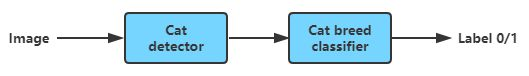 Image
Cat
detector
Cat breed
classifier
Label 0/1